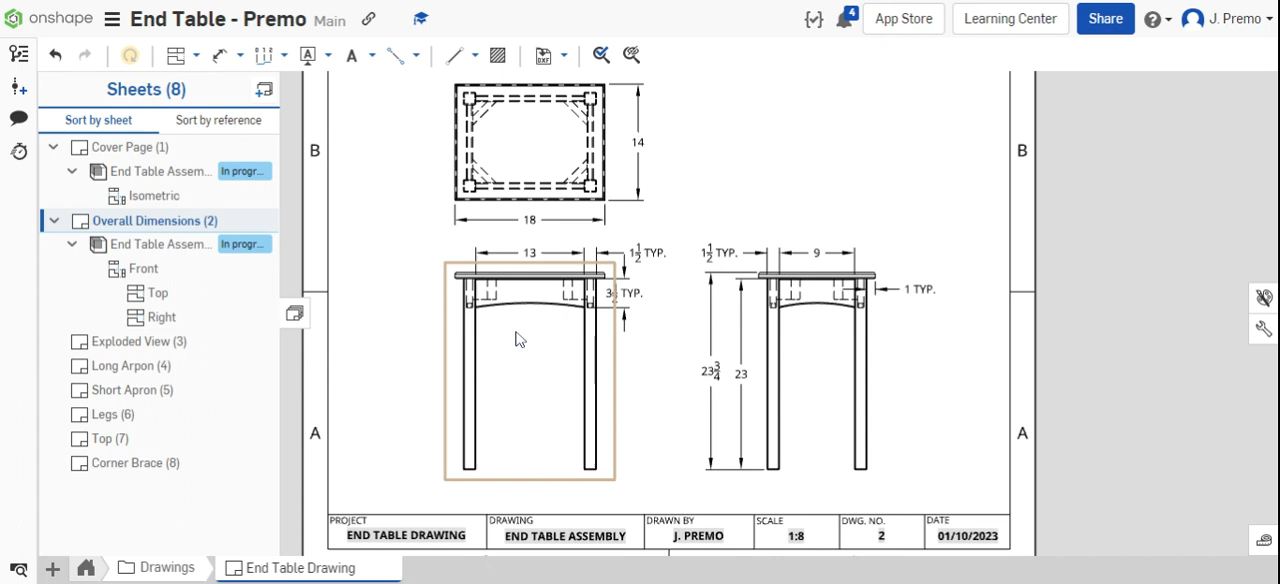 onshape
End Table - Premo Main
4
App Store
Learning Center
Share
J. Premo
A
A
DXF
Sheets (8)
Sort by sheet
Sort by reference
Cover Page (1)
End Table Assem... In progr...
Isometric
Overall Dimensions (2)
End Table Assem... In progr...
Front
Top
Right
Exploded View (3)
Long Arpon (4)
Short Apron (5)
Legs (6)
Top (7)
Corner Brace (8)
B
B
14
18
13
1 1/2 TYP.
1 1/2 TYP.
9
TYP.
1 TYP.
23 3/4
23
A
A
PROJECT
END TABLE DRAWING
DRAWING
END TABLE ASSEMBLY
DRAWN BY
J. PREMO
SCALE
1:8
DWG. NO.
2
DATE
01/10/2023
Drawings
End Table Drawing